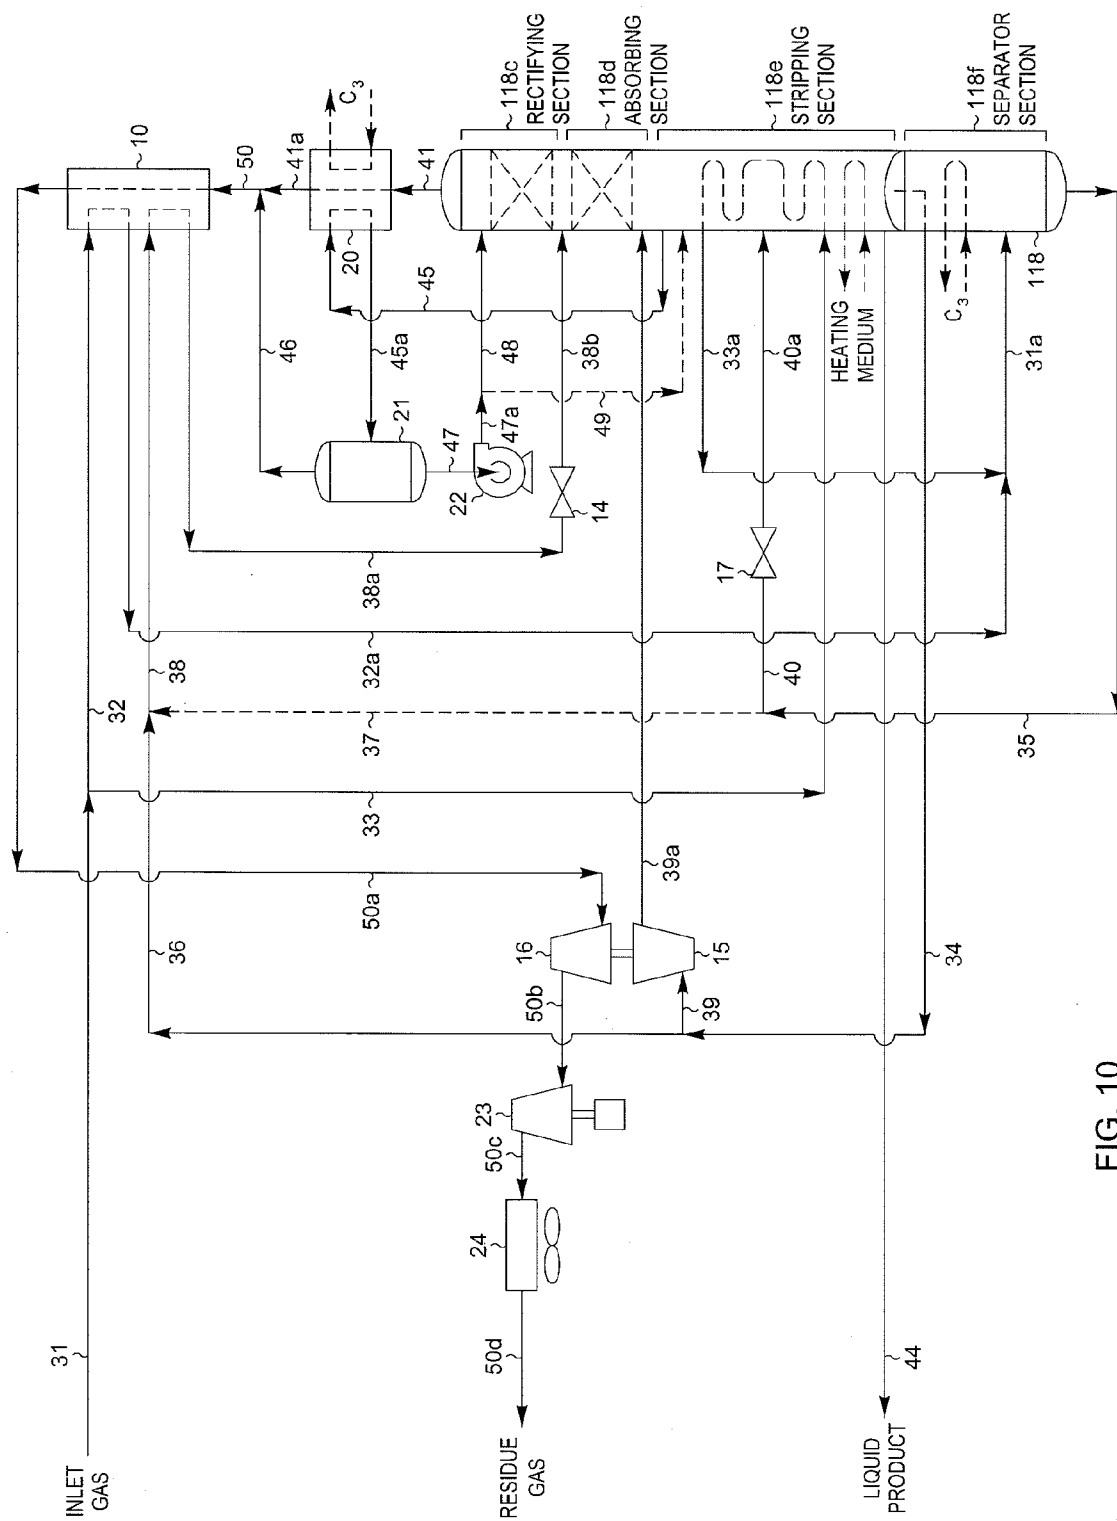 INLET
GAS
31
RESIDUE
GAS
50d
24
50c
23
50b
LIQUID
PRODUCT
44
36
50a
16
15
39
39a
34
32
33
37
38
32a
38a
35
40
17
14
46
21
47
22
47a
45a
45
48
38b
49
33a
40a
HEATING
MEDIUM
C3
31a
10
50
41a
20
C3
41
118
118c
RECTIFYING
SECTION
118d
ABSORBING
SECTION
118e
STRIPPING
SECTION
118f
SEPARATOR
SECTION
FIG. 10